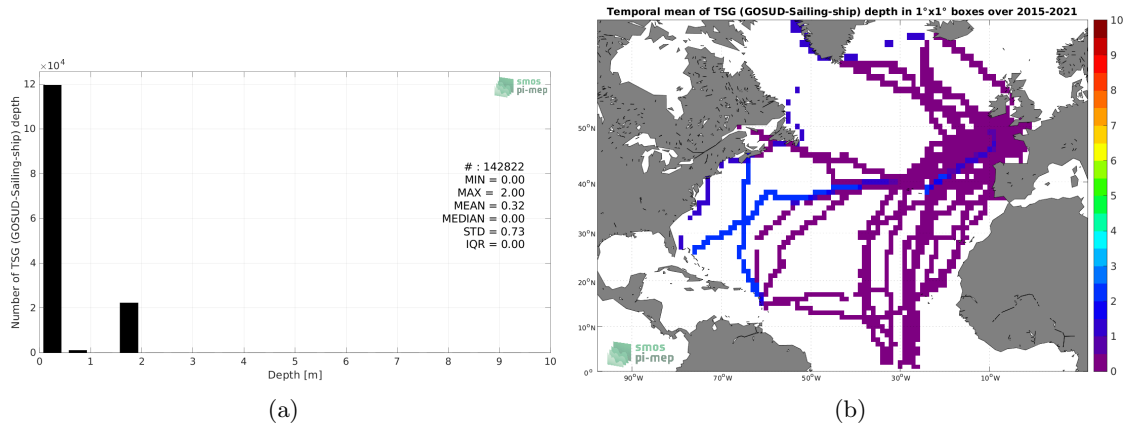 Temporal mean of TSG (GOSUD-Sailing-ship) depth in 1°x1° boxes over 2015-2021
×10⁴
12
10
8
6
4
2
0
Number of TSG (GOSUD-Sailing-ship) depth
smos
pi-mep
# : 142822
MIN = 0.00
MAX = 2.00
MEAN = 0.32
MEDIAN = 0.00
STD = 0.73
IQR = 0.00
0 1 2 3 4 5 6 7 8 9 10
Depth [m]
(a)
50°N
40°N
30°N
20°N
10°N
0°
smos
pi-mep
90°W 70°W 50°W 30°W 10°W
10
9
8
7
6
5
4
3
2
1
0
(b)